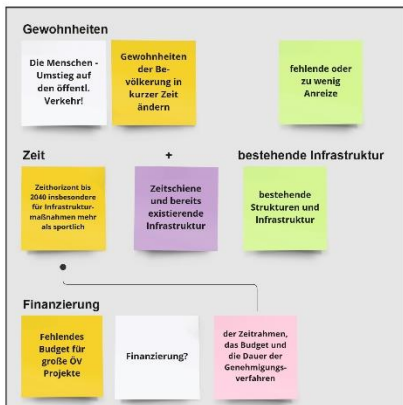 Gewohnheiten
Die Menschen -
Umstieg auf
den öffentl.
Verkehr!
Gewohnheiten
der Be-
völkerung in
kurzer Zeit
ändern
fehlende oder
zu wenig
Anreize
Zeit + bestehende Infrastruktur
Zeithorizont bis
2040 insbesondere
für Infrastruktur-
maßnahmen mehr
als sportlich
Zeitschiene
und bereits
existierende
Infrastruktur
bestehende
Strukturen und
Infrastruktur
Finanzierung
Fehlendes
Budget für
große ÖV
Projekte
Finanzierung?
der Zeitrahmen,
das Budget und
die Dauer der
Genehmigungs-
verfahren